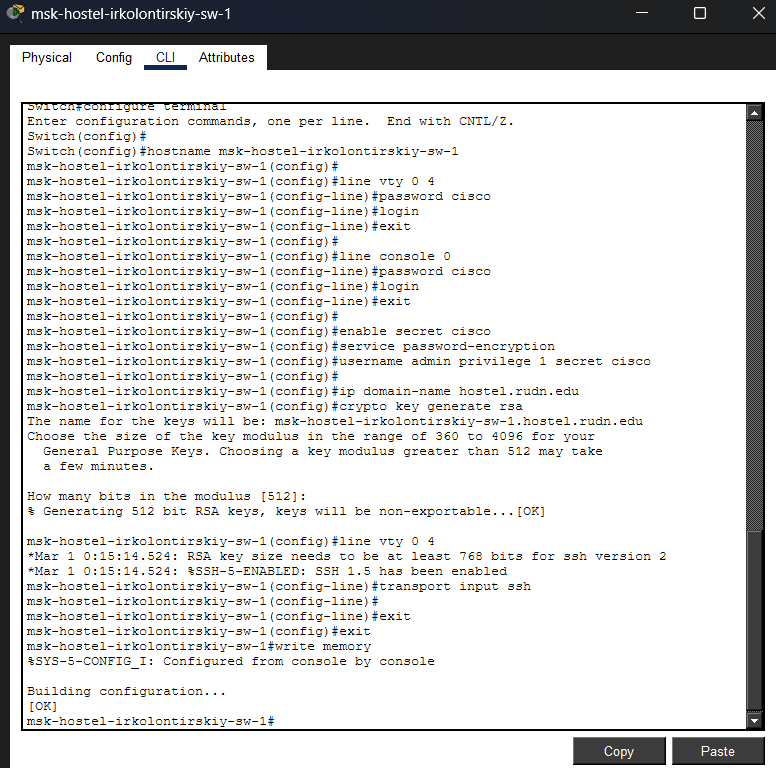 msk-hostel-irkolontirskiy-sw-1
Physical Config CLI Attributes
Switch#configure terminal
Enter configuration commands, one per line.  End with CNTL/Z.
Switch(config)#
Switch(config)#hostname msk-hostel-irkolontirskiy-sw-1
msk-hostel-irkolontirskiy-sw-1(config)#
msk-hostel-irkolontirskiy-sw-1(config)#line vty 0 4
msk-hostel-irkolontirskiy-sw-1(config-line)#password cisco
msk-hostel-irkolontirskiy-sw-1(config-line)#login
msk-hostel-irkolontirskiy-sw-1(config-line)#exit
msk-hostel-irkolontirskiy-sw-1(config)#
msk-hostel-irkolontirskiy-sw-1(config)#line console 0
msk-hostel-irkolontirskiy-sw-1(config-line)#password cisco
msk-hostel-irkolontirskiy-sw-1(config-line)#login
msk-hostel-irkolontirskiy-sw-1(config-line)#exit
msk-hostel-irkolontirskiy-sw-1(config)#
msk-hostel-irkolontirskiy-sw-1(config)#enable secret cisco
msk-hostel-irkolontirskiy-sw-1(config)#service password-encryption
msk-hostel-irkolontirskiy-sw-1(config)#username admin privilege 1 secret cisco
msk-hostel-irkolontirskiy-sw-1(config)#
msk-hostel-irkolontirskiy-sw-1(config)#ip domain-name hostel.rudn.edu
msk-hostel-irkolontirskiy-sw-1(config)#crypto key generate rsa
The name for the keys will be: msk-hostel-irkolontirskiy-sw-1.hostel.rudn.edu
Choose the size of the key modulus in the range of 360 to 4096 for your
General Purpose Keys. Choosing a key modulus greater than 512 may take
a few minutes.
How many bits in the modulus [512]:
% Generating 512 bit RSA keys, keys will be non-exportable...[OK]
msk-hostel-irkolontirskiy-sw-1(config)#line vty 0 4
*Mar 1 0:15:14.524: RSA key size needs to be at least 768 bits for ssh version 2
*Mar 1 0:15:14.524: %SSH-5-ENABLED: SSH 1.5 has been enabled
msk-hostel-irkolontirskiy-sw-1(config-line)#transport input ssh
msk-hostel-irkolontirskiy-sw-1(config-line)#
msk-hostel-irkolontirskiy-sw-1(config-line)#exit
msk-hostel-irkolontirskiy-sw-1(config)#exit
msk-hostel-irkolontirskiy-sw-1#write memory
%SYS-5-CONFIG_I: Configured from console by console
Building configuration...
[OK]
msk-hostel-irkolontirskiy-sw-1#
Copy Paste